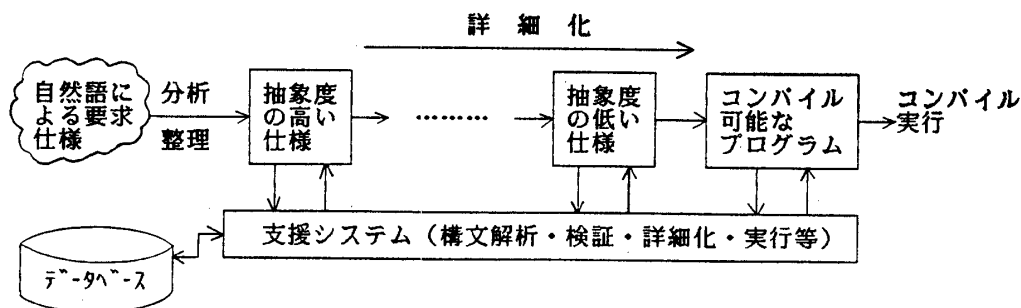 詳細化
自然語に
よる要求
仕様
分析
整理
抽象度
の高い
仕様
………
抽象度
の低い
仕様
コンパイル
可能な
プログラム
コンパイル
実行
支援システム（構文解析・検証・詳細化・実行等）
データベース